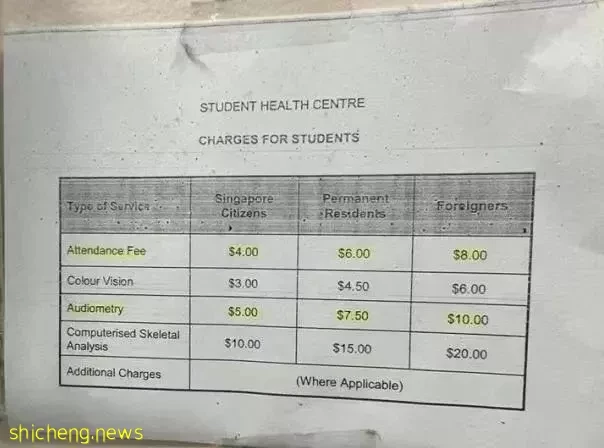 STUDENT HEALTH CENTRE
CHARGES FOR STUDENTS
Type of Service Singapore Citizens Permanent Residents Foreigners
Attendance Fee $4.00 $6.00 $8.00
Colour Vision $3.00 $4.50 $6.00
Audiometry $5.00 $7.50 $10.00
Computerised Skeletal
Analysis $10.00 $15.00 $20.00
Additional Charges (Where Applicable)
shicheng.news